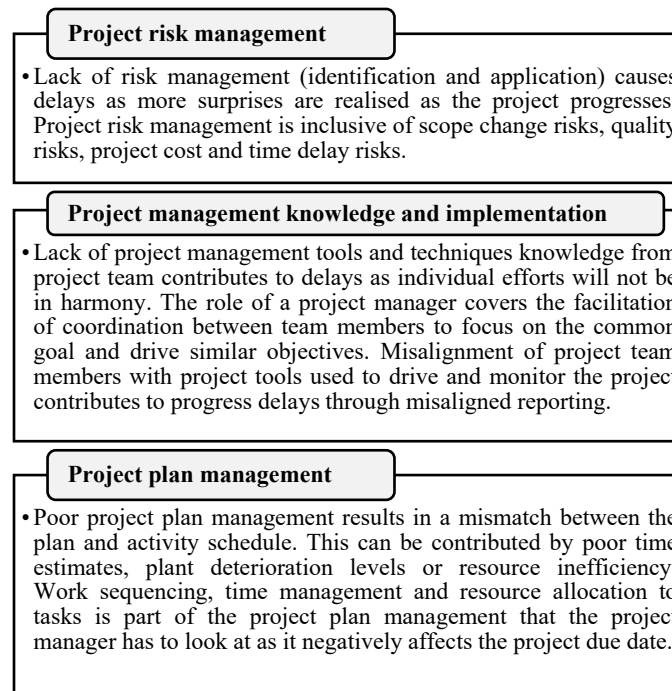 Project risk management
•Lack of risk management (identification and application) causes
delays as more surprises are realised as the project progresses.
Project risk management is inclusive of scope change risks, quality
risks, project cost and time delay risks.
Project management knowledge and implementation
•Lack of project management tools and techniques knowledge from
project team contributes to delays as individual efforts will not be
in harmony. The role of a project manager covers the facilitation
of coordination between team members to focus on the common
goal and drive similar objectives. Misalignment of project team
members with project tools used to drive and monitor the project
contributes to progress delays through misaligned reporting.
Project plan management
•Poor project plan management results in a mismatch between the
plan and activity schedule. This can be contributed by poor time
estimates, plant deterioration levels or resource inefficiency.
Work sequencing, time management and resource allocation to
tasks is part of the project plan management that the project
manager has to look at as it negatively affects the project due date.